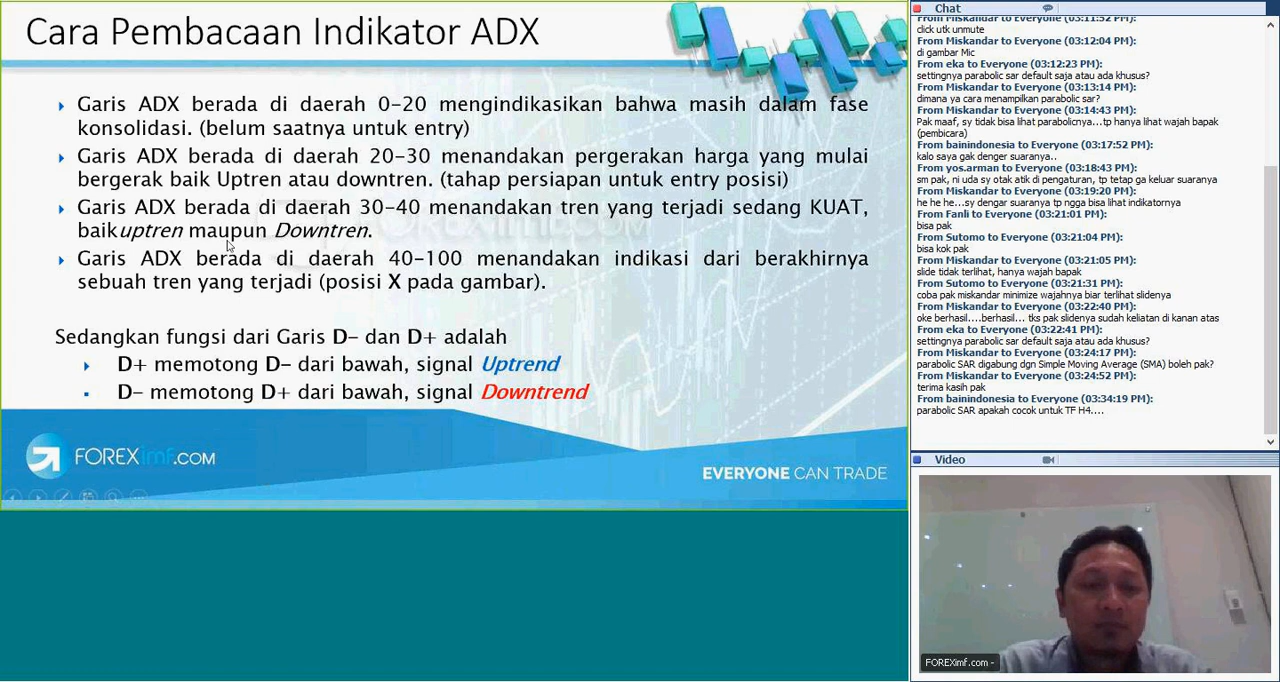 Cara Pembacaan Indikator ADX
Garis ADX berada di daerah 0-20 mengindikasikan bahwa masih dalam fase
konsolidasi. (belum saatnya untuk entry)
Garis ADX berada di daerah 20-30 menandakan pergerakan harga yang mulai
bergerak baik Uptren atau downtren. (tahap persiapan untuk entry posisi)
Garis ADX berada di daerah 30-40 menandakan tren yang terjadi sedang KUAT,
baik uptren maupun Downtren.
Garis ADX berada di daerah 40-100 menandakan indikasi dari berakhirnya
sebuah tren yang terjadi (posisi X pada gambar).
Sedangkan fungsi dari Garis D- dan D+ adalah
D+ memotong D- dari bawah, signal Uptrend
D- memotong D+ dari bawah, signal Downtrend
FOREXimf.COM
EVERYONE CAN TRADE
Chat
From Miskandar to Everyone (03:11:52 PM):
click utk unmute
From Miskandar to Everyone (03:12:04 PM):
di gambar Mic
From eka to Everyone (03:12:23 PM):
settingnya parabolic sar default saja atau ada khusus?
From Miskandar to Everyone (03:13:14 PM):
dimana ya cara menampilkan parabolic sar?
From Miskandar to Everyone (03:14:43 PM):
Pak maaf, sy tidak bisa lihat parabolicnya...tp hanya lihat wajah bapak
(pembicara)
From bainindonesia to Everyone (03:17:52 PM):
kalo saya gak denger suaranya..
From yos.arman to Everyone (03:18:43 PM):
sm pak, ni uda sy otak atik di pengaturan, tp tetap ga keluar suaranya
From Miskandar to Everyone (03:19:20 PM):
he he he...sy dengar suaranya tp ngga bisa lihat indikatornya
From Fanli to Everyone (03:21:01 PM):
bisa pak
From Sutomo to Everyone (03:21:04 PM):
bisa kok pak
From Miskandar to Everyone (03:21:05 PM):
slide tidak terlihat, hanya wajah bapak
From Sutomo to Everyone (03:21:31 PM):
coba pak miskandar minimize wajahnya biar terlihat slidenya
From Miskandar to Everyone (03:22:40 PM):
oke berhasil....berhasil... tks pak slidenya sudah keliatan di kanan atas
From eka to Everyone (03:22:41 PM):
settingnya parabolic sar default saja atau ada khusus?
From Miskandar to Everyone (03:24:17 PM):
parabolic SAR digabung dgn Simple Moving Average (SMA) boleh pak?
From Miskandar to Everyone (03:24:52 PM):
terima kasih pak
From bainindonesia to Everyone (03:34:19 PM):
parabolic SAR apakah cocok untuk TF H4....
Video
FOREXimf.com -